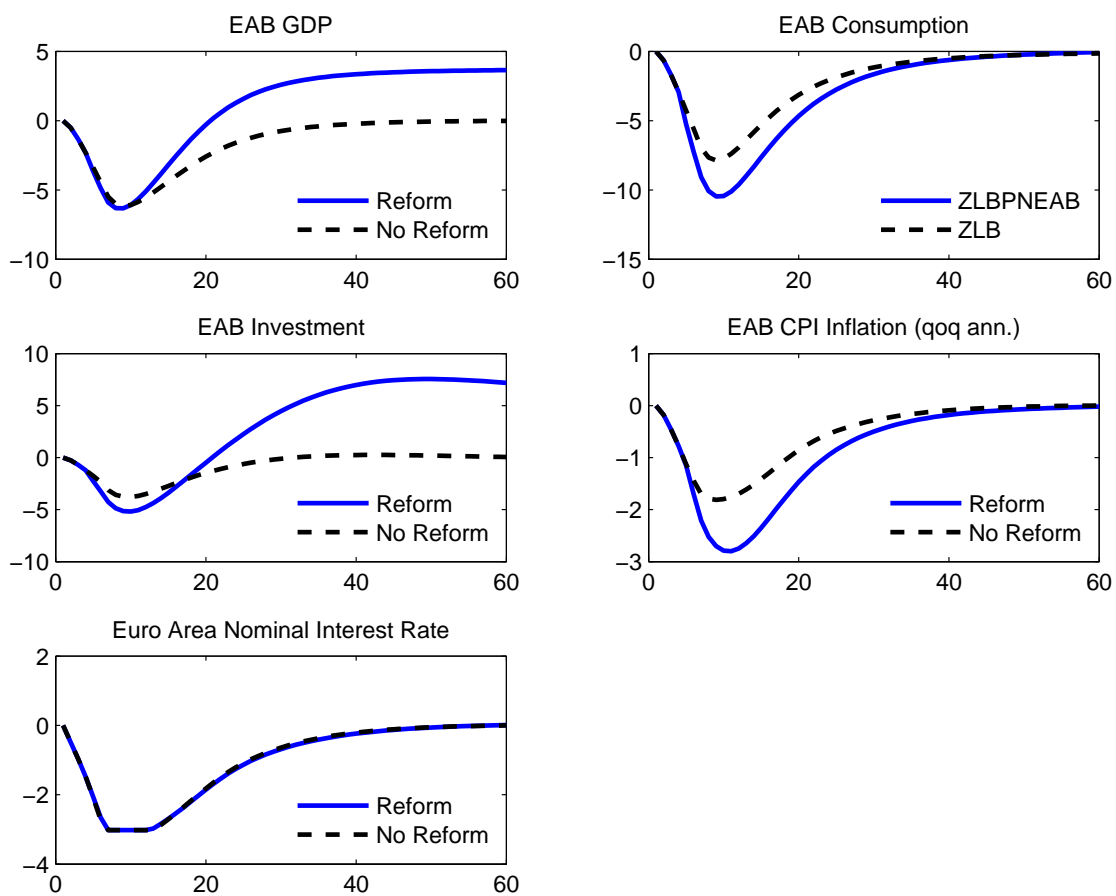 EAB GDP
5
0
−5
−10
0 20 40 60
Reform
No Reform
EAB Consumption
0
−5
−10
−15
0 20 40 60
ZLBPNEAB
ZLB
EAB Investment
10
5
0
−5
−10
0 20 40 60
Reform
No Reform
EAB CPI Inflation (qoq ann.)
1
0
−1
−2
−3
0 20 40 60
Reform
No Reform
Euro Area Nominal Interest Rate
2
0
−2
−4
0 20 40 60
Reform
No Reform